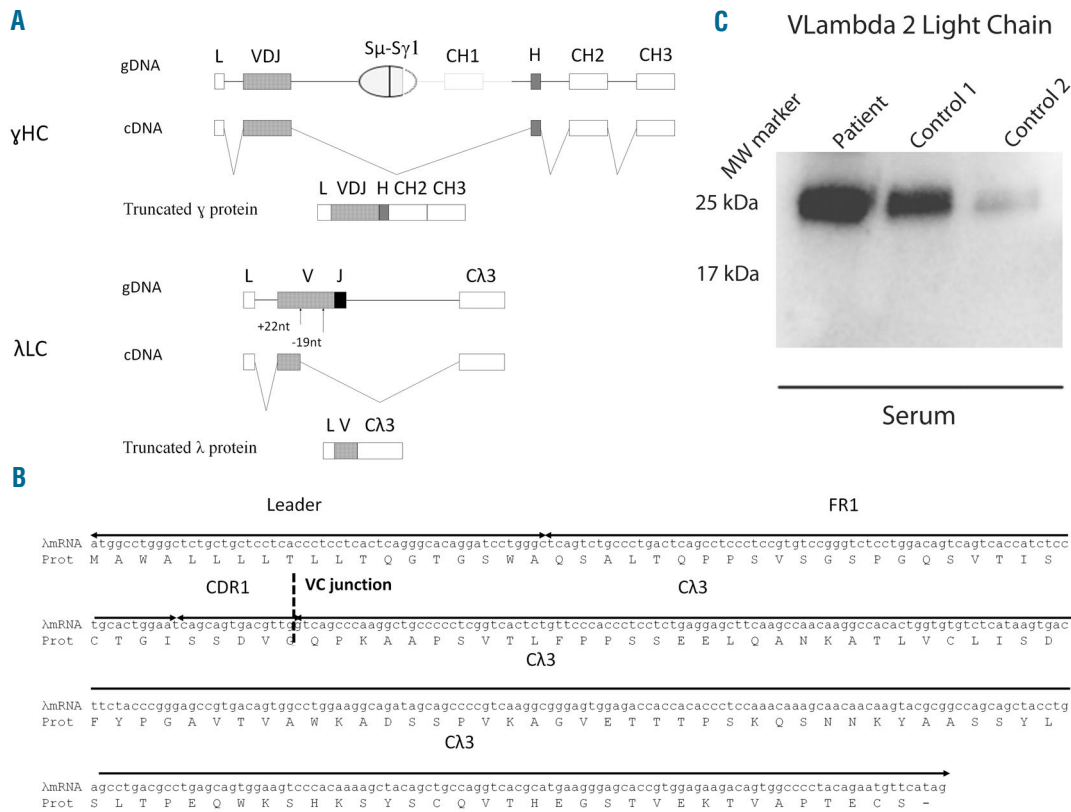 A
L VDJ Sμ-Sγ1 CH1 H CH2 CH3
gDNA
γHC
cDNA
L VDJ H CH2 CH3
Truncated γ protein
L V J Cλ3
gDNA
+22nt
-19nt
λLC
cDNA
L V Cλ3
Truncated λ protein
C
VLambda 2 Light Chain
MW marker Patient Control 1 Control 2
25 kDa
17 kDa
Serum
B
Leader FR1
λmRNA atggcctgggctctgctgctcctcaccctcctcactcagggcacaggatcctgggctcagtctgccctgactcagcctccctccgtgtccgggtctcctggacagtcagtcaccatctcc
Prot M A W A L L L L T L L T Q G T G S W A Q S A L T Q P P S V S G S P G Q S V T I S
CDR1 VC junction Cλ3
λmRNA tgcactggaatcagcagtgacgttggtcagcccaaggctgccccctcggtcactctgttcccaccctcctctgaggagcttcaagccaacaaggccacactggtgtgtctcataagtgac
Prot C T G I S S D V G Q P K A A P S V T L F P P S S E E L Q A N K A T L V C L I S D
Cλ3
λmRNA ttctacccgggagccgtgacagtggcctggaaggcagatagcagccccgtcaaggcgggagtggagaccaccacaccctccaaacaaagcaacaacaagtacgcggccagcagctacctg
Prot F Y P G A V T V A W K A D S S P V K A G V E T T T P S K Q S N N K Y A A S S Y L
Cλ3
λmRNA agcctgacgcctgagcagtggaagtcccacaaaagctacagctgccaggtcacgcatgaagggagcaccgtggagaagacagtggccccctacagaatgttcatag
Prot S L T P E Q W K S H K S Y S C Q V T H E G S T V E K T V A P T E C S -